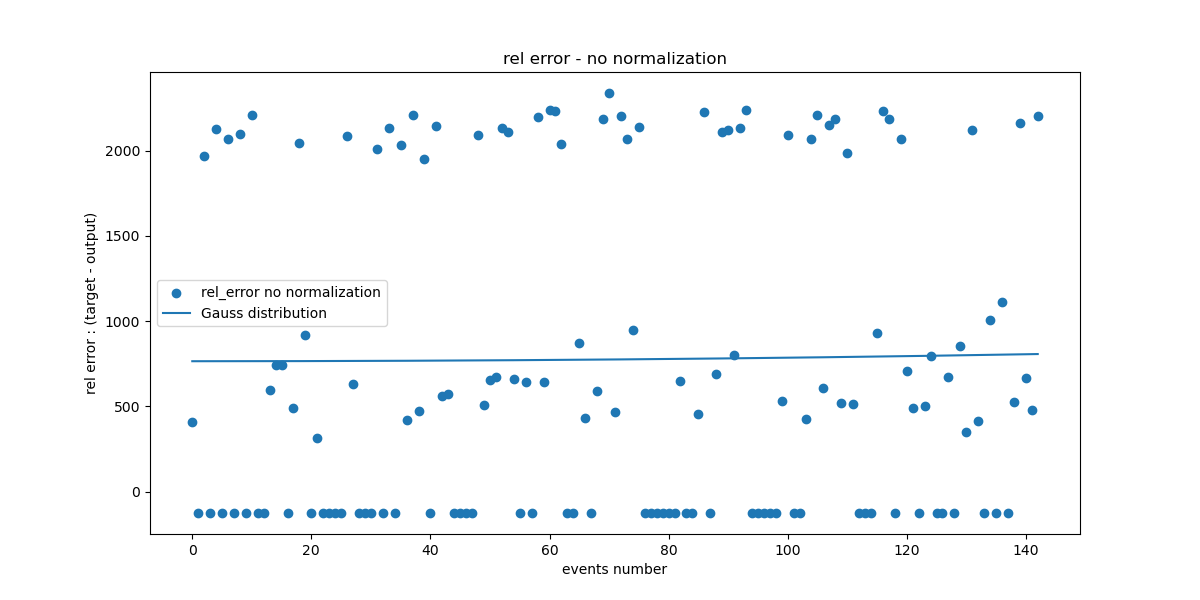 rel error - no normalization
rel error : (target - output)
2000
1500
1000
500
0
rel_error no normalization
Gauss distribution
0 20 40 60 80 100 120 140
events number